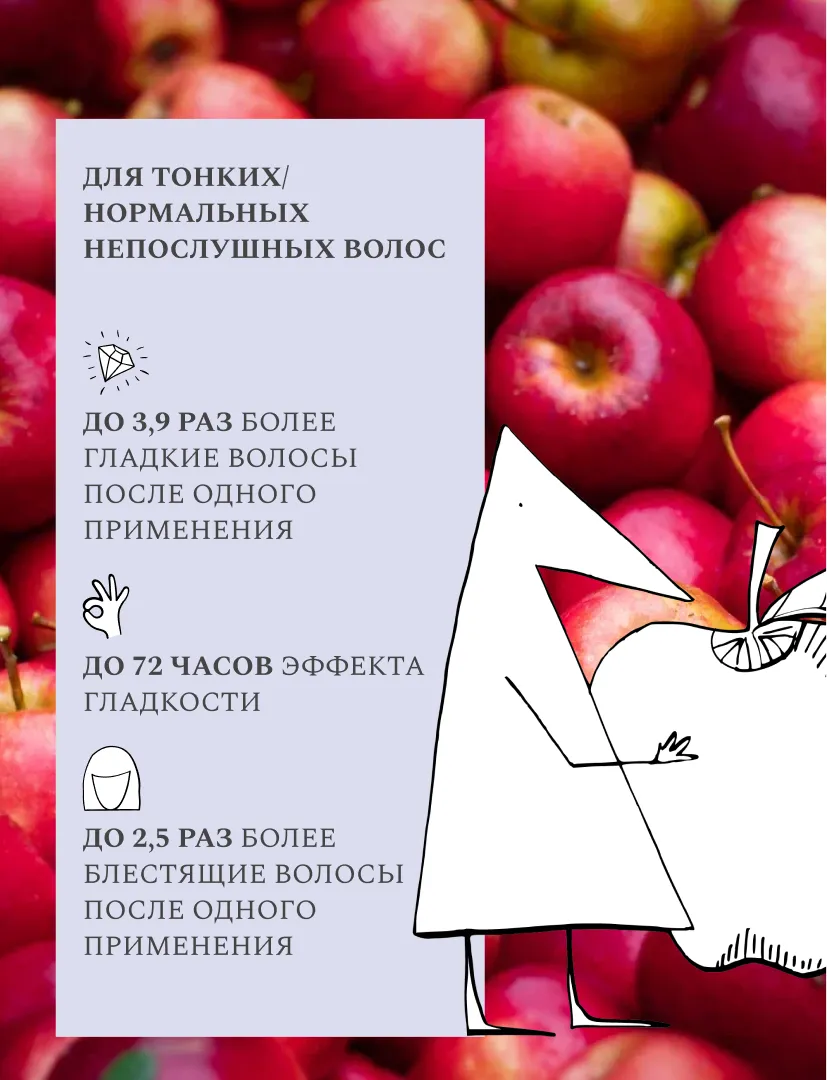 ДЛЯ ТОНКИХ/
НОРМАЛЬНЫХ
НЕПОСЛУШНЫХ ВОЛОС
ДО 3,9 РАЗ БОЛЕЕ
ГЛАДКИЕ ВОЛОСЫ
ПОСЛЕ ОДНОГО
ПРИМЕНЕНИЯ
ДО 72 ЧАСОВ ЭФФЕКТА
ГЛАДКОСТИ
ДО 2,5 РАЗ БОЛЕЕ
БЛЕСТЯЩИЕ ВОЛОСЫ
ПОСЛЕ ОДНОГО
ПРИМЕНЕНИЯ